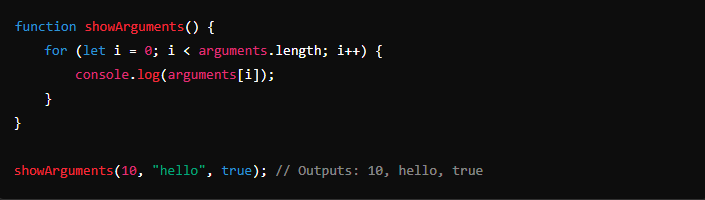 function showArguments() {
    for (let i = 0; i < arguments.length; i++) {
        console.log(arguments[i]);
    }
}

showArguments(10, "hello", true); // Outputs: 10, hello, true